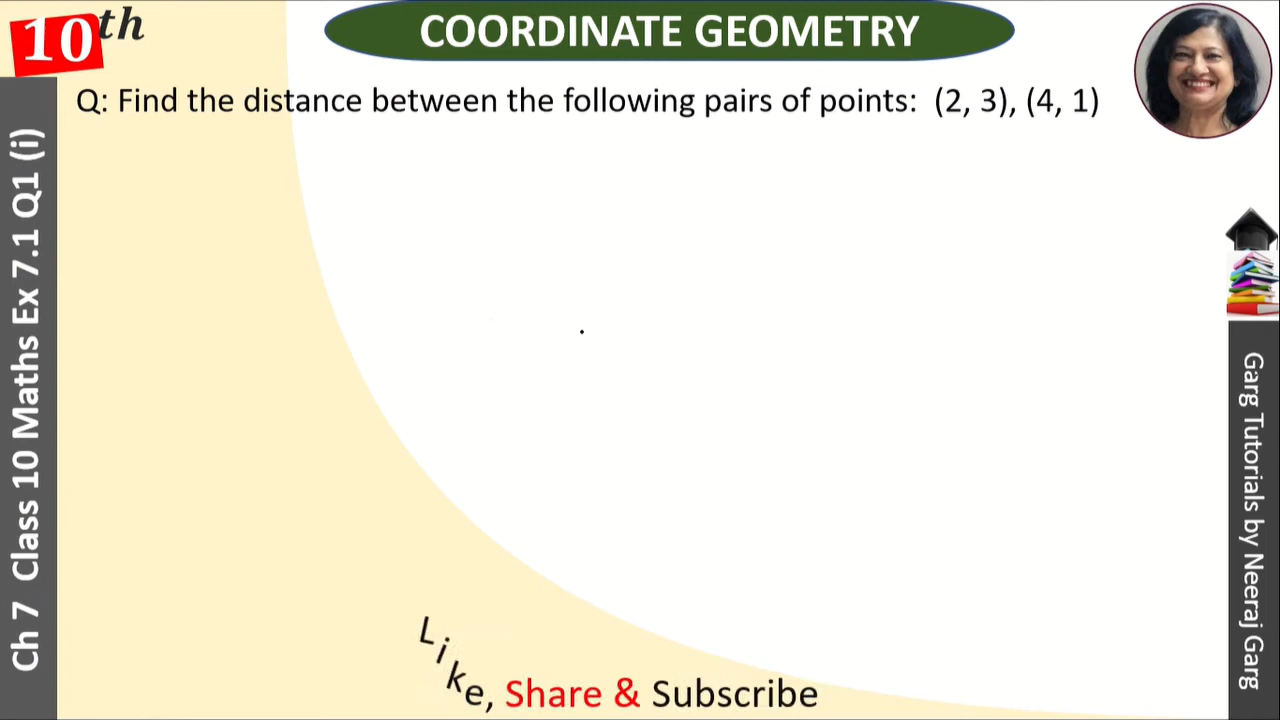 10th
COORDINATE GEOMETRY
Q: Find the distance between the following pairs of points: (2, 3), (4, 1)
Ch 7 Class 10 Maths Ex 7.1 Q1 (i)
Garg Tutorials by Neeraj Garg
Like, Share & Subscribe